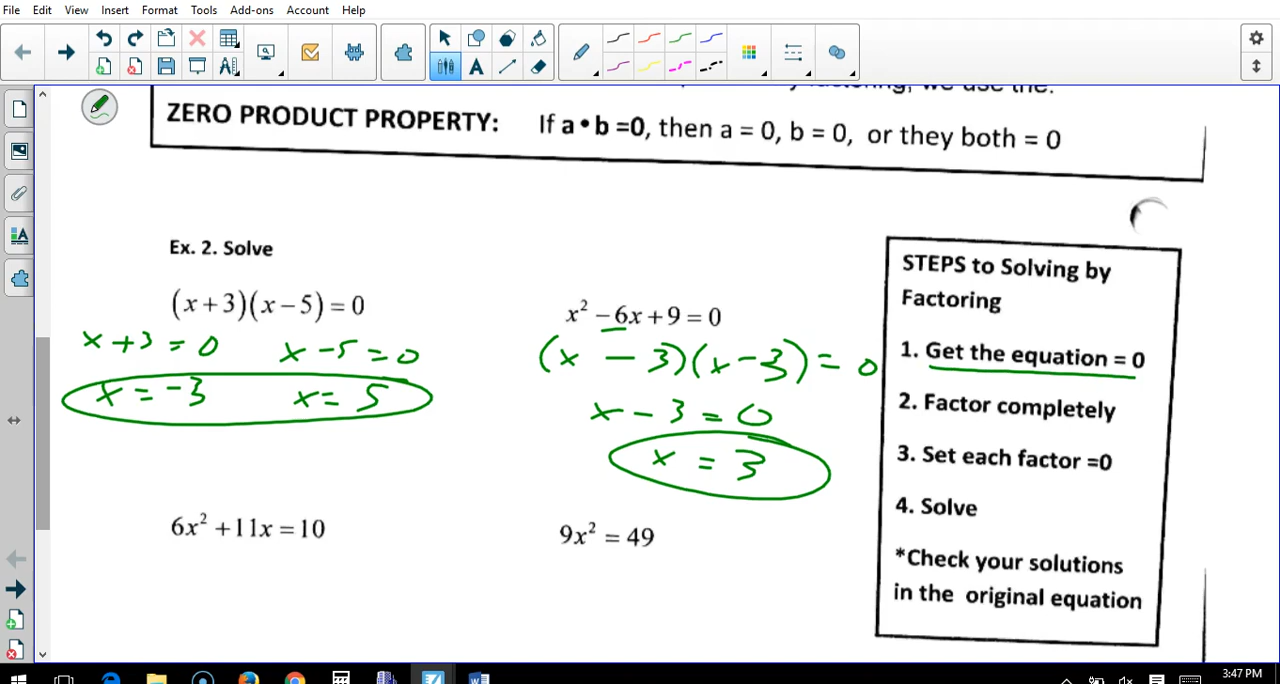 File Edit View Insert Format Tools Add-ons Account Help
ZERO PRODUCT PROPERTY: If a • b =0, then a = 0, b = 0, or they both = 0
Ex. 2. Solve
(x+3)(x−5)=0
x+3=0 x−5=0
x=−3 x=5
x² −6x+9=0
(x − 3)(x−3)=0
x−3=0
x=3
6x² +11x=10
9x² =49
STEPS to Solving by
Factoring
1. Get the equation = 0
2. Factor completely
3. Set each factor =0
4. Solve
*Check your solutions
in the original equation
3:47 PM